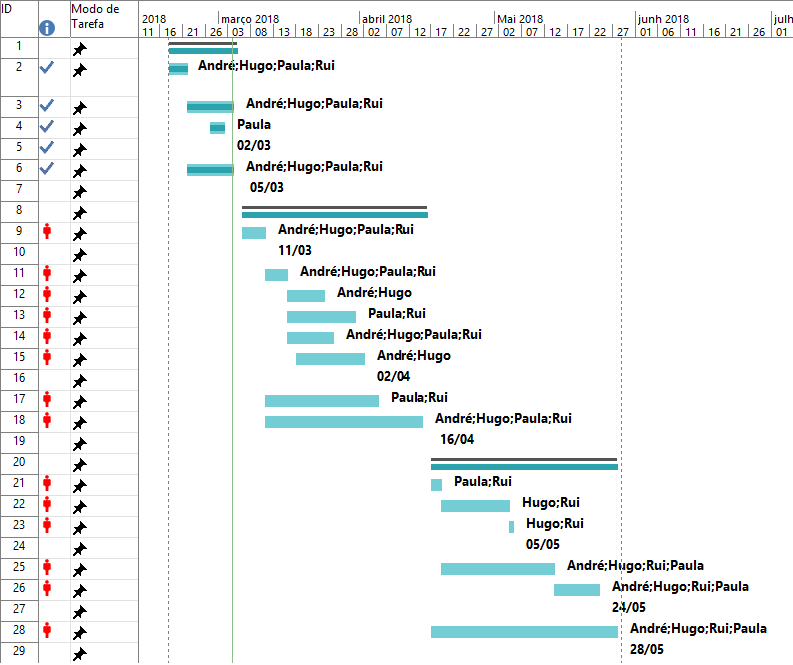 ID Modo de Tarefa 2018 março 2018 abril 2018 Mai 2018 junh 2018 julh
11 16 21 26 03 08 13 18 23 28 02 07 12 17 22 27 02 07 12 17 22 27 01 06 11 16 21 26 01
1
2 André;Hugo;Paula;Rui
3 André;Hugo;Paula;Rui
4 Paula
5 02/03
6 André;Hugo;Paula;Rui
7 05/03
8
9 André;Hugo;Paula;Rui
10 11/03
11 André;Hugo;Paula;Rui
12 André;Hugo
13 Paula;Rui
14 André;Hugo;Paula;Rui
15 André;Hugo
16 02/04
17 Paula;Rui
18 André;Hugo;Paula;Rui
19 16/04
20
21 Paula;Rui
22 Hugo;Rui
23 Hugo;Rui
24 05/05
25 André;Hugo;Rui;Paula
26 André;Hugo;Rui;Paula
27 24/05
28 André;Hugo;Rui;Paula
29 28/05